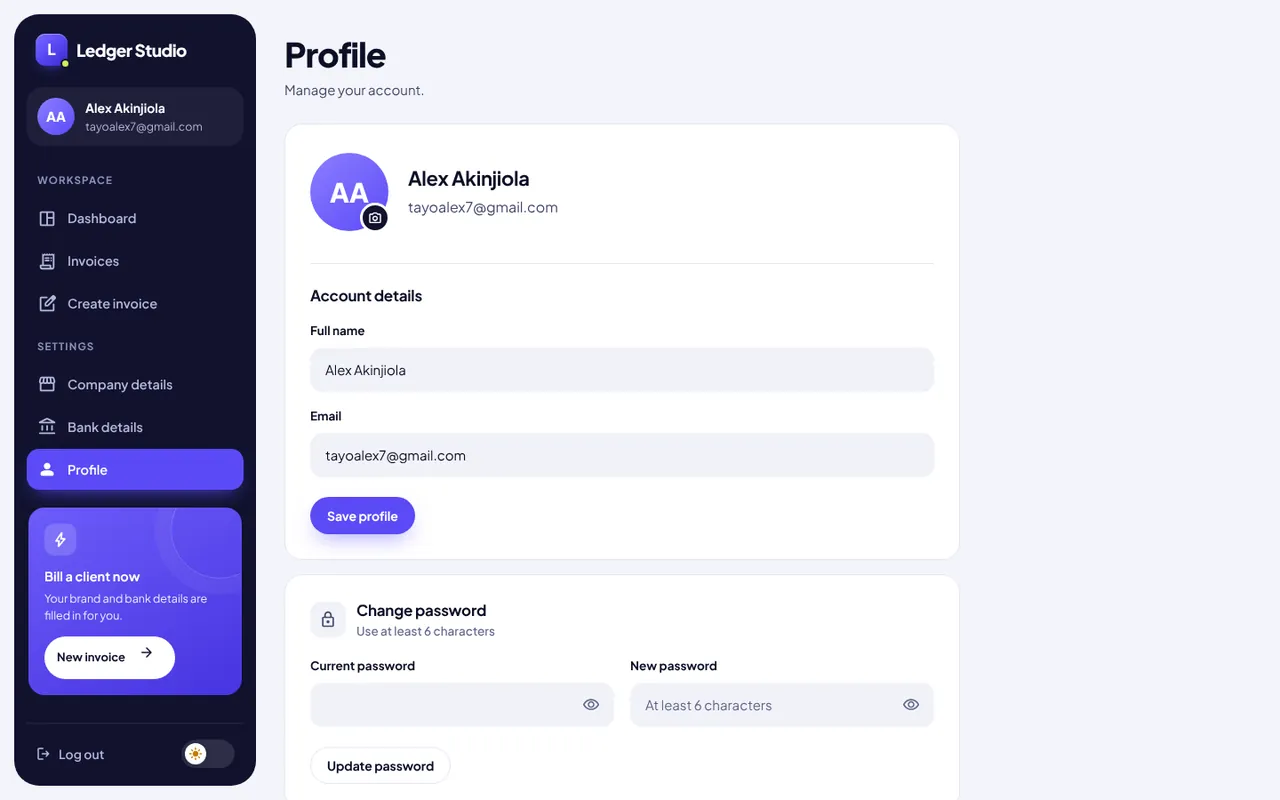 L
Ledger Studio
AA
Alex Akinjiola
tayoalex7@gmail.com
WORKSPACE
Dashboard
Invoices
Create invoice
SETTINGS
Company details
Bank details
Profile
Bill a client now
Your brand and bank details are
filled in for you.
New invoice
Log out
Profile
Manage your account.
AA
Alex Akinjiola
tayoalex7@gmail.com
Account details
Full name
Alex Akinjiola
Email
tayoalex7@gmail.com
Save profile
Change password
Use at least 6 characters
Current password
New password
At least 6 characters
Update password